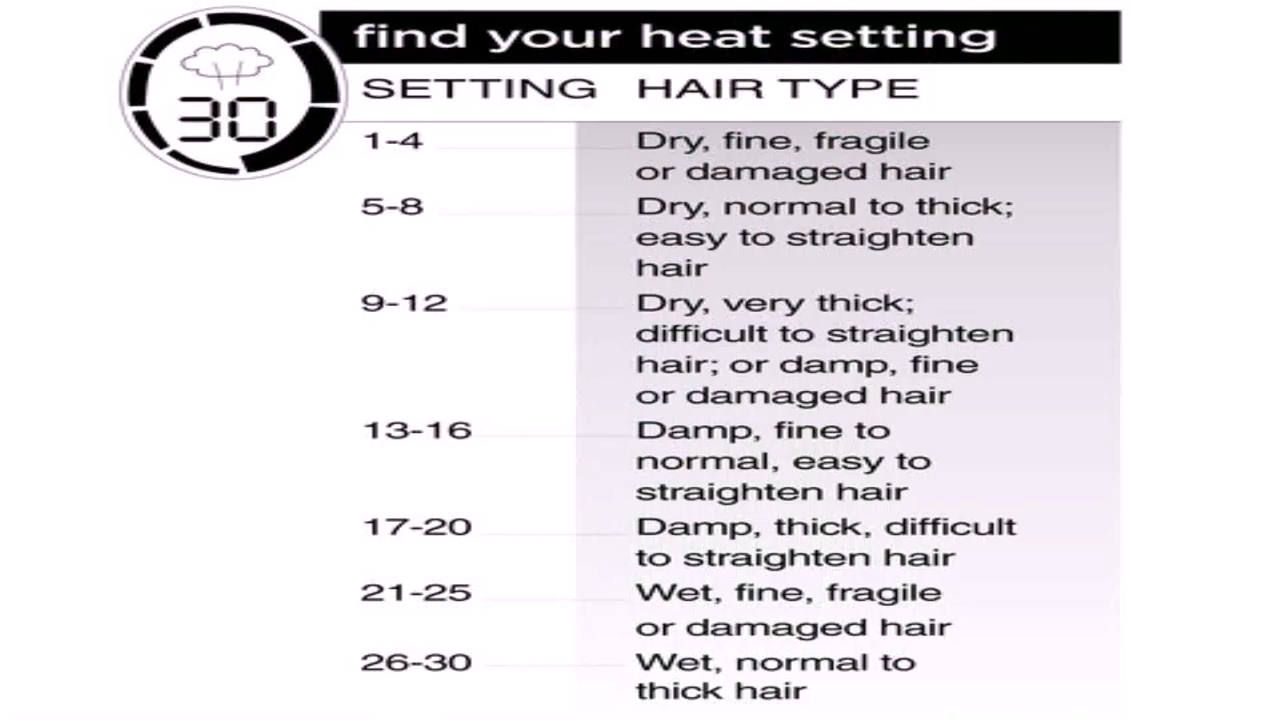 find your heat setting
30
SETTING HAIR TYPE
1-4 Dry, fine, fragile
or damaged hair
5-8 Dry, normal to thick;
easy to straighten
hair
9-12 Dry, very thick;
difficult to straighten
hair; or damp, fine
or damaged hair
13-16 Damp, fine to
normal, easy to
straighten hair
17-20 Damp, thick, difficult
to straighten hair
21-25 Wet, fine, fragile
or damaged hair
26-30 Wet, normal to
thick hair